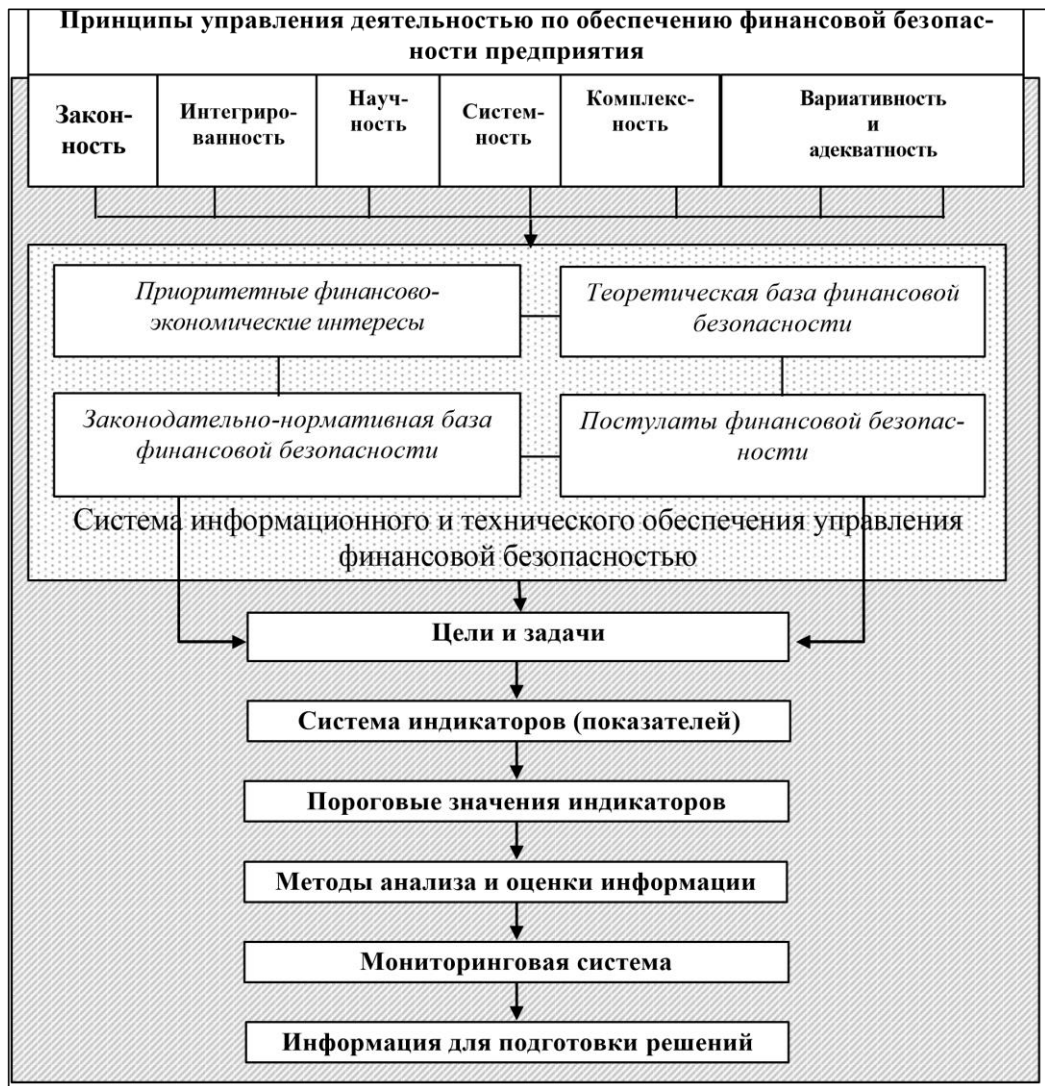 Принципы управления деятельностью по обеспечению финансовой безопас-
ности предприятия
Закон-
ность
Интегриро-
ванность
Науч-
ность
Систем-
ность
Комплекс-
ность
Вариативность
и
адекватность
Приоритетные финансово-
экономические интересы
Теоретическая база финансовой
безопасности
Законодательно-нормативная база
финансовой безопасности
Постулаты финансовой безопас-
ности
Система информационного и технического обеспечения управления
финансовой безопасностью
Цели и задачи
Система индикаторов (показателей)
Пороговые значения индикаторов
Методы анализа и оценки информации
Мониторинговая система
Информация для подготовки решений